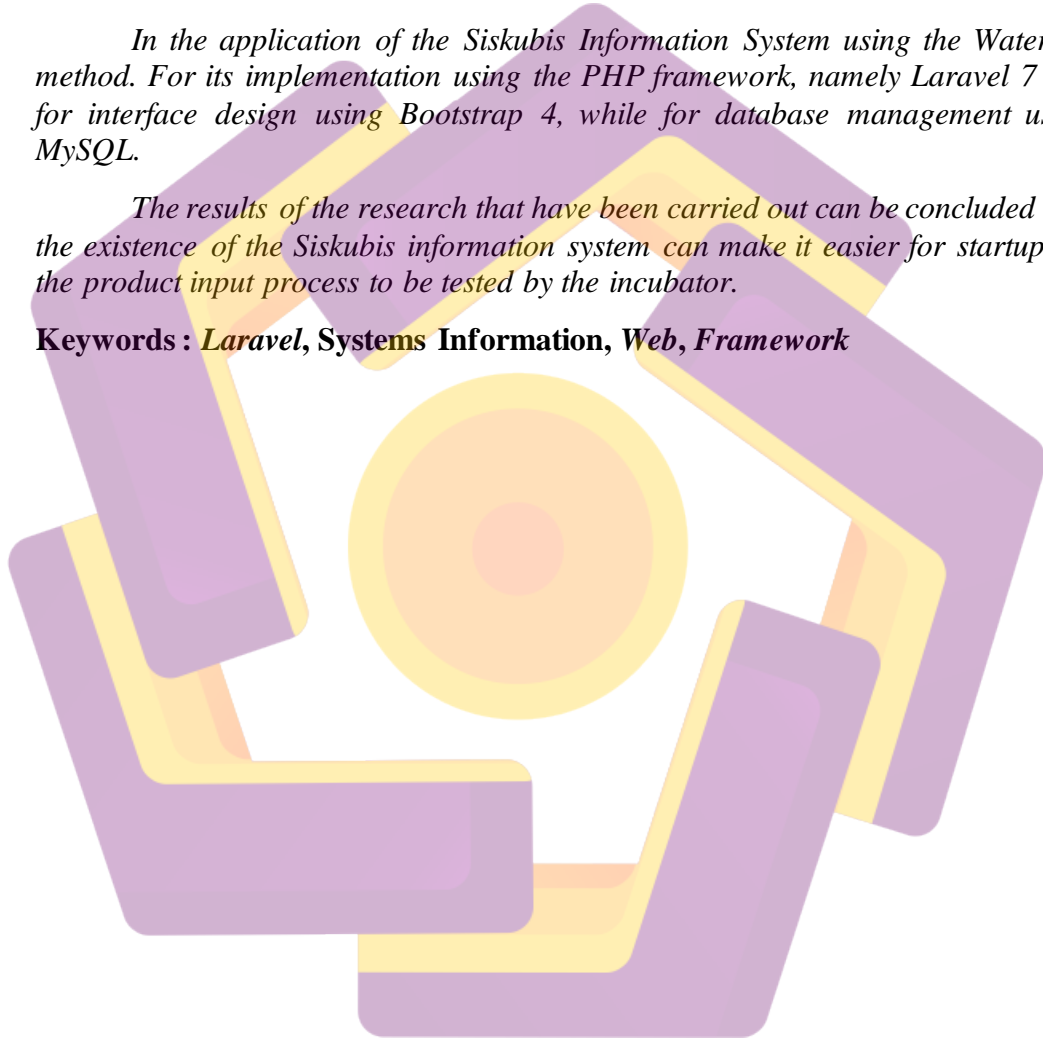 In the application of the Siskubis Information System using the Water
method. For its implementation using the PHP framework, namely Laravel 7
for interface design using Bootstrap 4, while for database management u
MySQL.
The results of the research that have been carried out can be concluded
the existence of the Siskubis information system can make it easier for startup
the product input process to be tested by the incubator.
Keywords : Laravel, Systems Information, Web, Framework